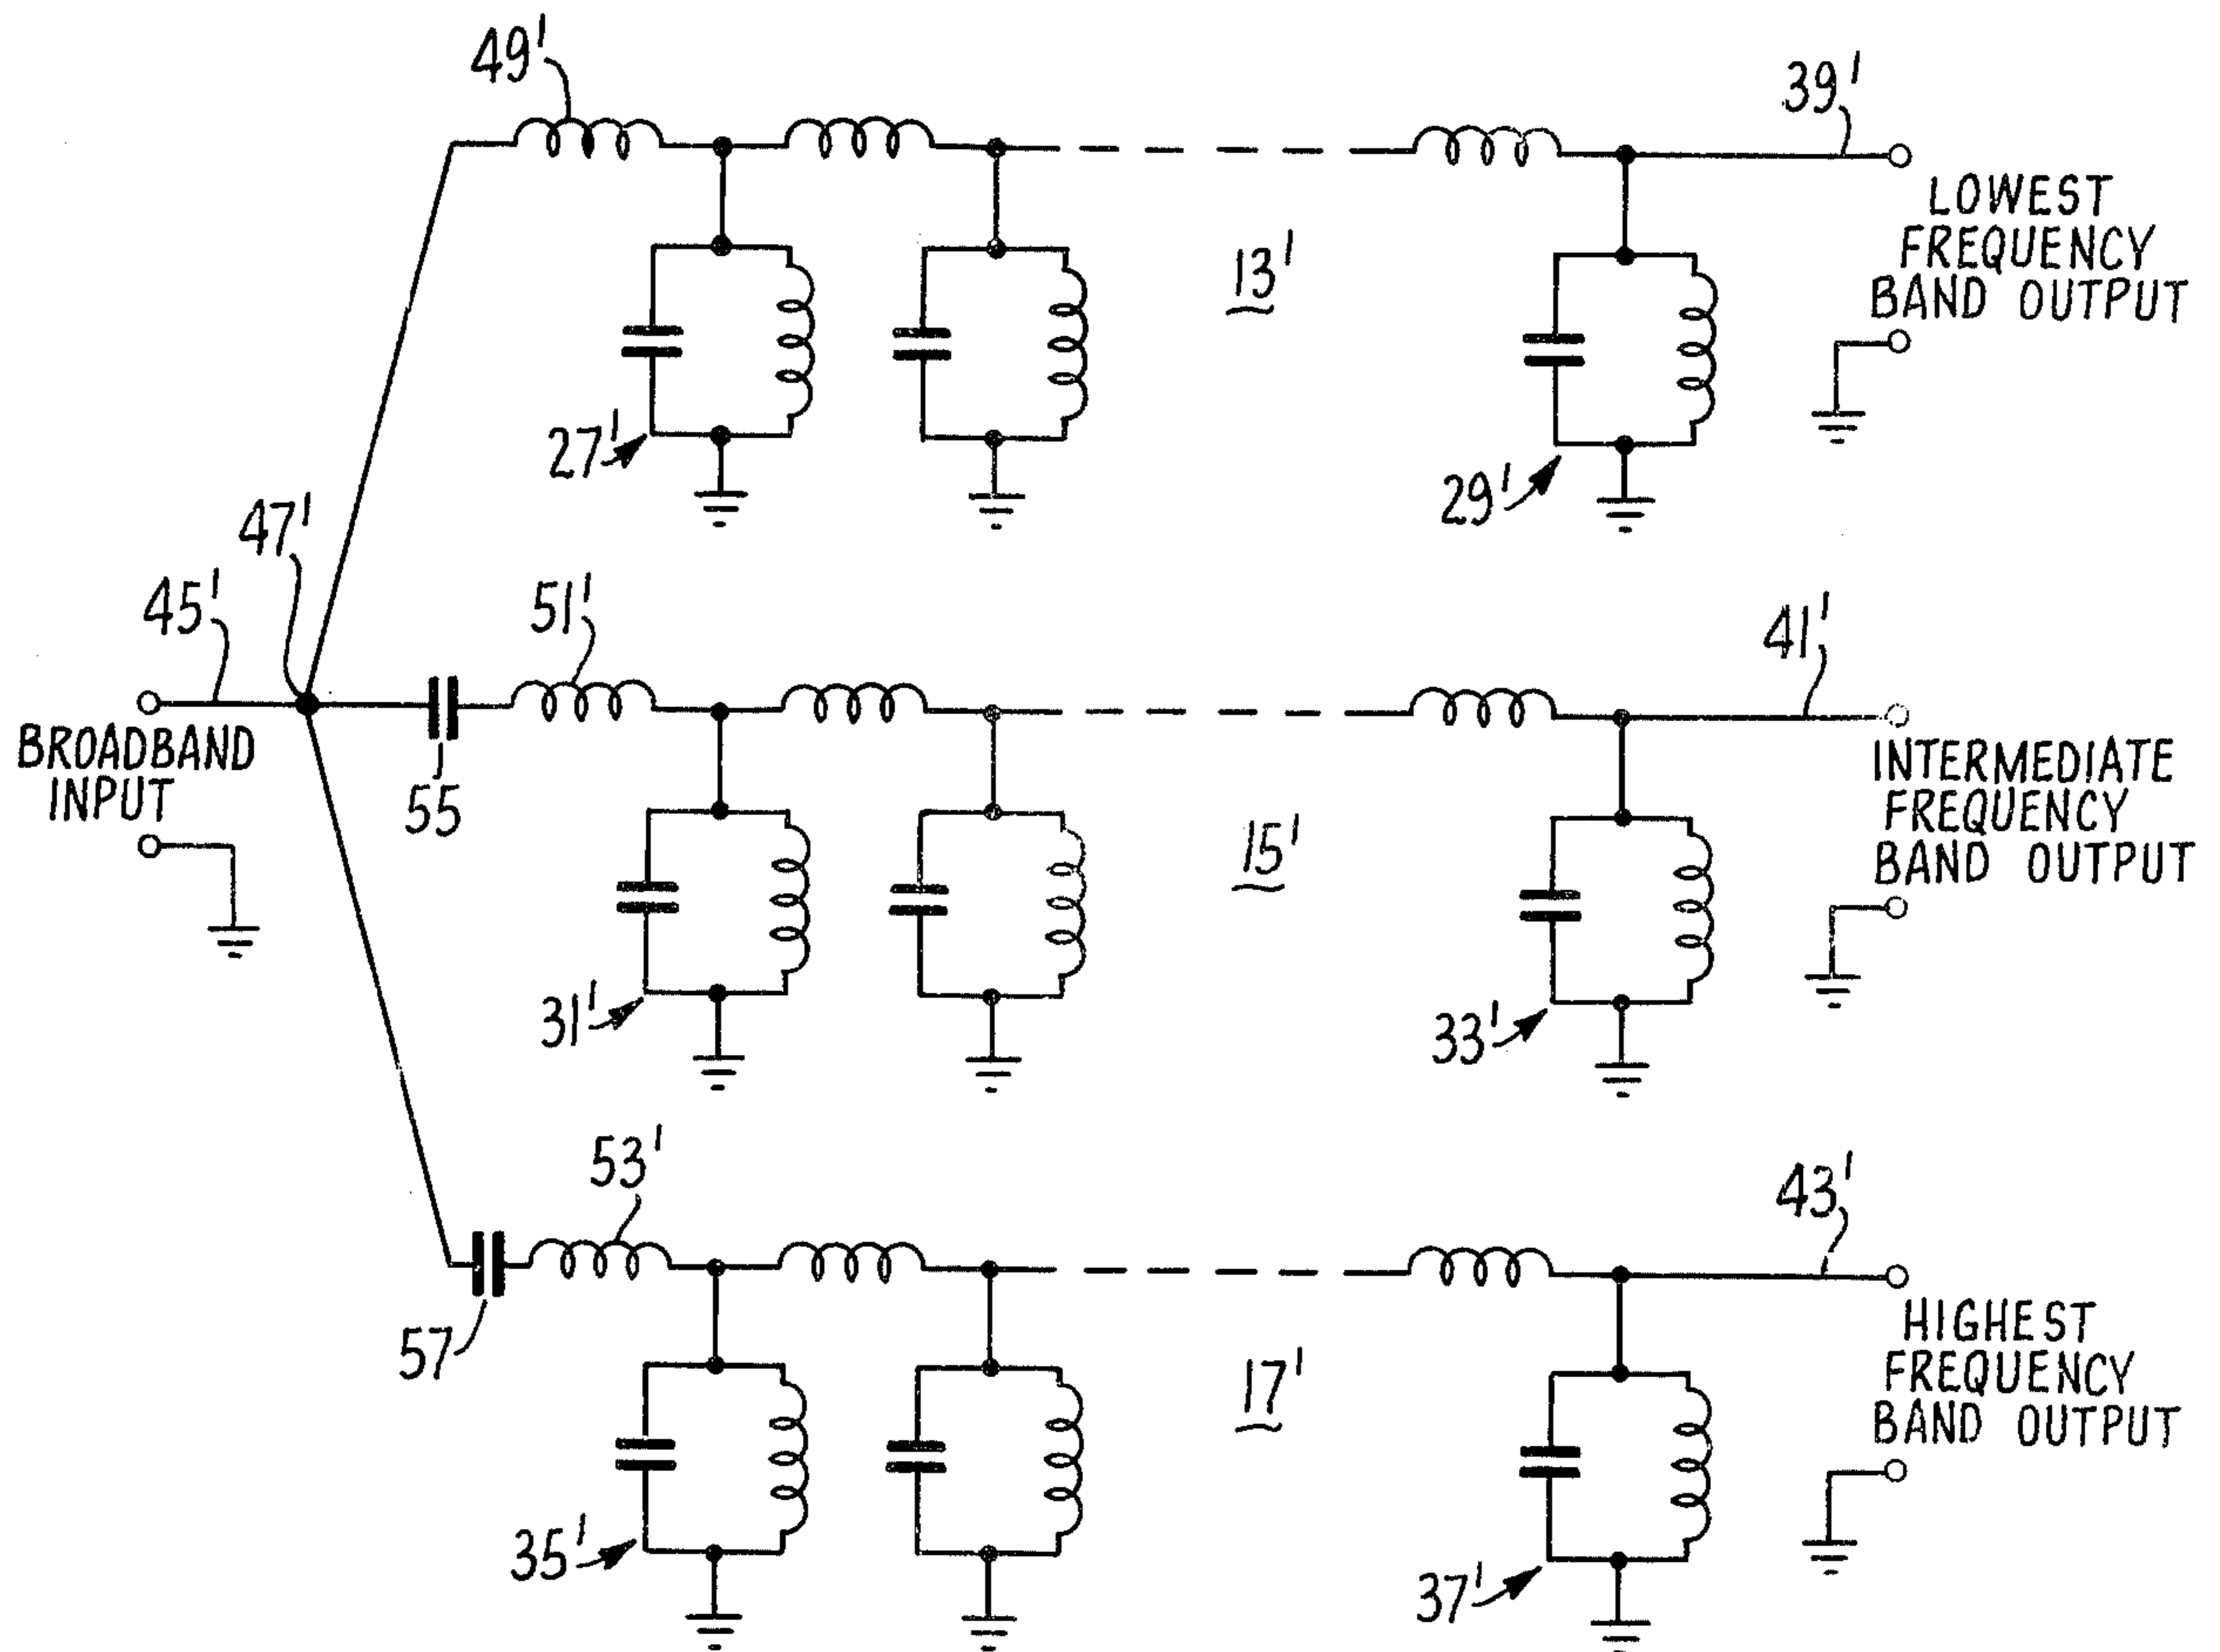 49'
39'
LOWEST
FREQUENCY
BAND OUTPUT
13'
27'
29'
47'
45'
51'
41'
BROADBAND
INPUT
55
INTERMEDIATE
FREQUENCY
BAND OUTPUT
15'
31'
33'
53'
43'
57
HIGHEST
FREQUENCY
BAND OUTPUT
17'
35'
37'